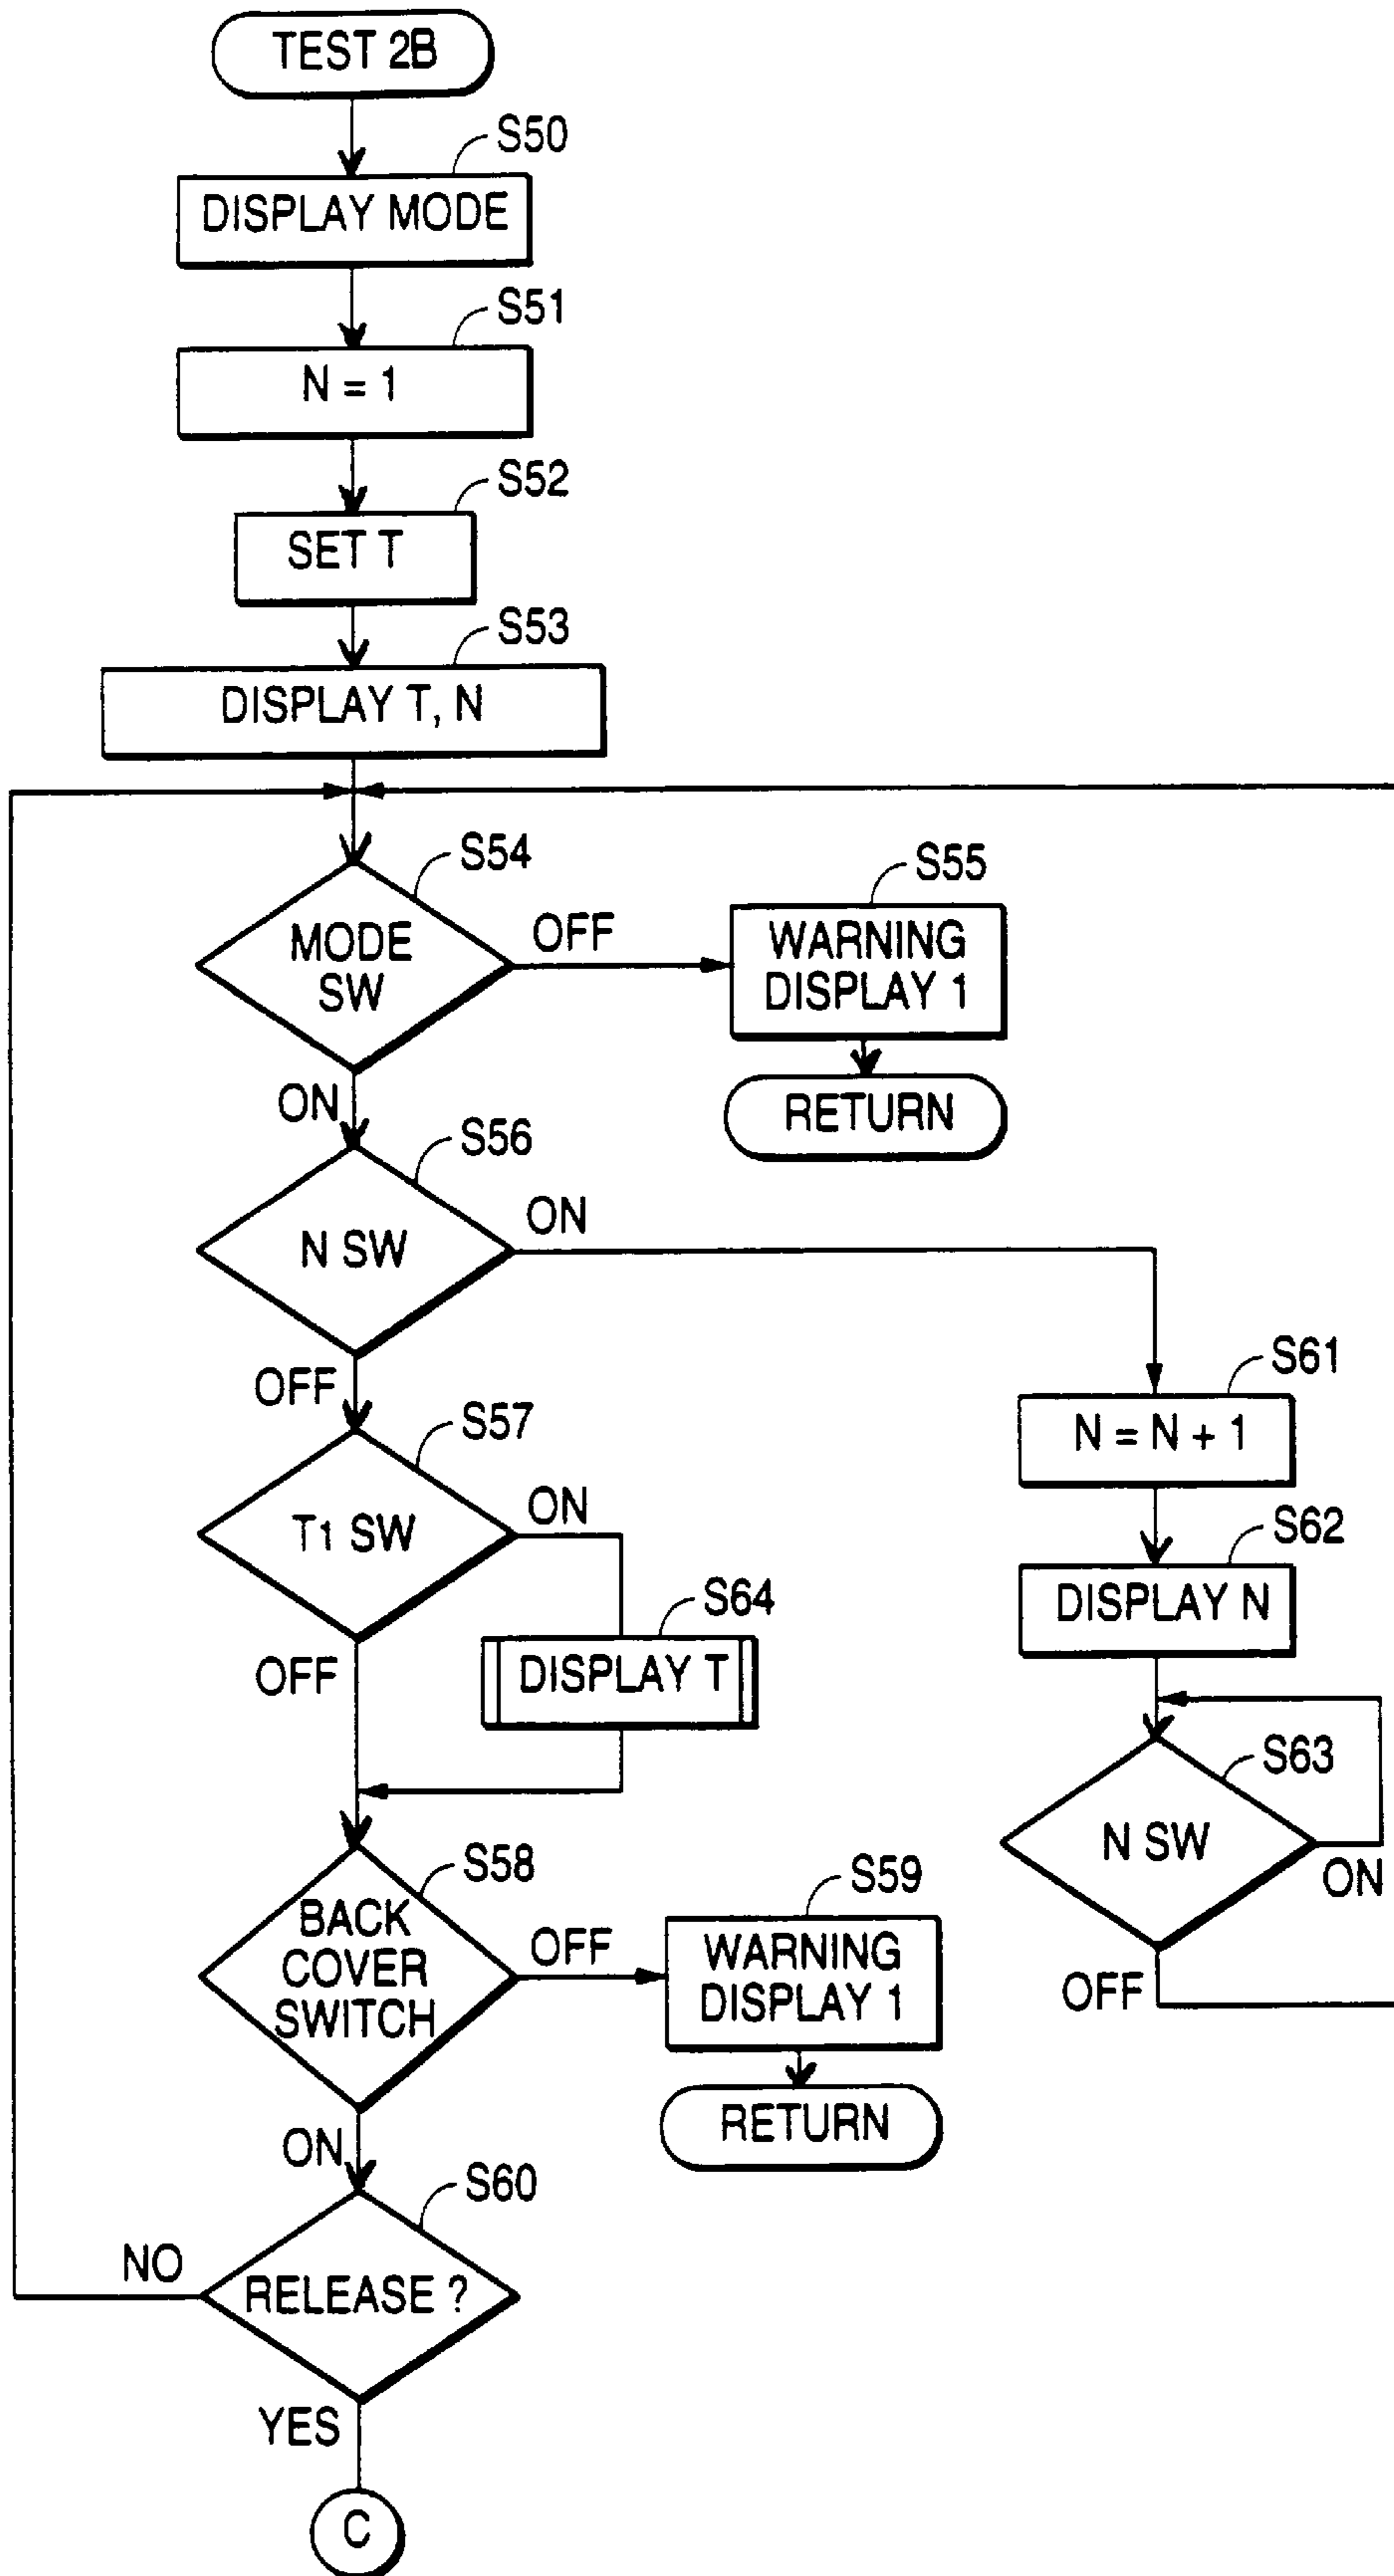 TEST 2B
S50
DISPLAY MODE
S51
N = 1
S52
SET T
S53
DISPLAY T, N
S54
MODE
SW
OFF
S55
WARNING
DISPLAY 1
RETURN
ON
S56
N SW
ON
OFF
S61
N = N + 1
S57
T1 SW
ON
S62
DISPLAY N
S64
DISPLAY T
OFF
S63
N SW
ON
OFF
S58
BACK
COVER
SWITCH
OFF
S59
WARNING
DISPLAY 1
RETURN
ON
S60
RELEASE ?
NO
YES
C